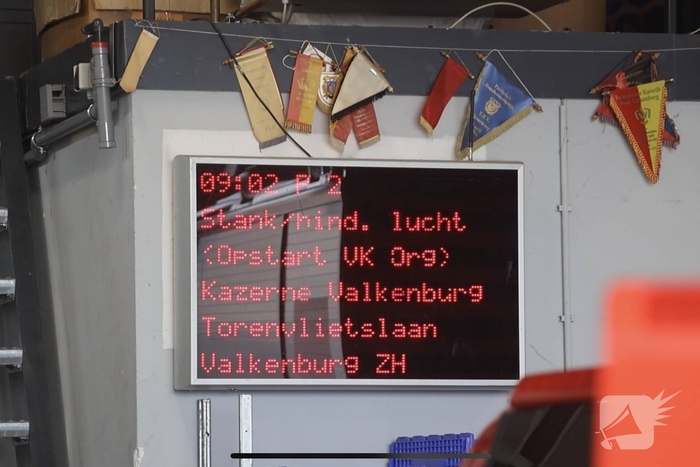 09:02 P 2
Stank/hind. lucht
(Opstart VK Org)
Kazerne Valkenburg
Torenvlietslaan
Valkenburg ZH